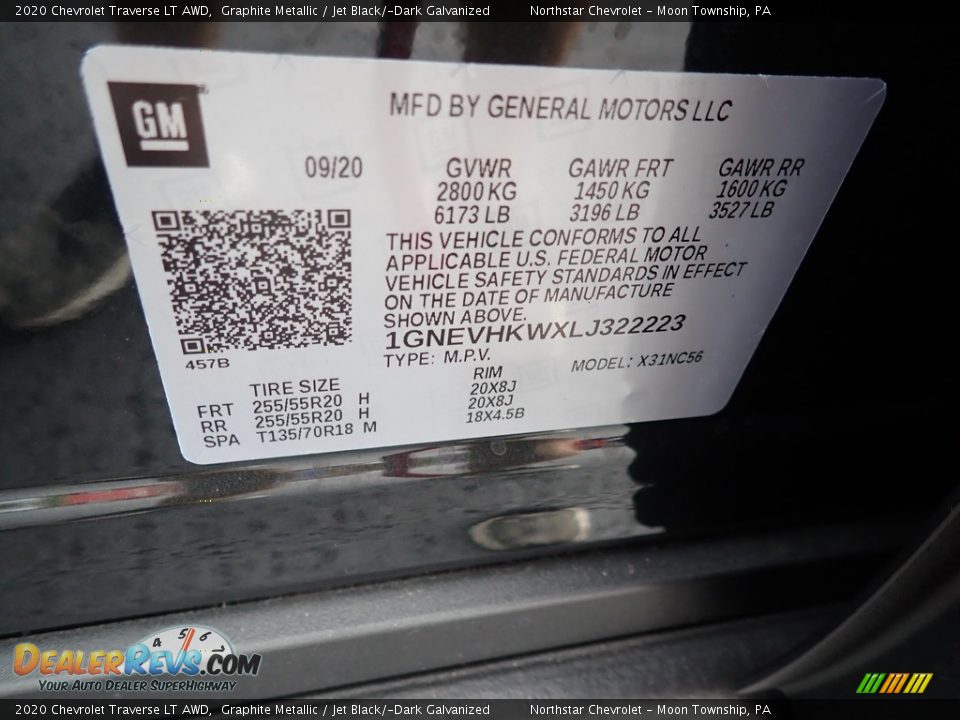 2020 Chevrolet Traverse LT AWD, Graphite Metallic / Jet Black/­Dark Galvanized Northstar Chevrolet - Moon Township, PA
GM
MFD BY GENERAL MOTORS LLC
09/20 GVWR GAWR FRT GAWR RR
2800 KG 1450 KG 1600 KG
6173 LB 3196 LB 3527 LB
THIS VEHICLE CONFORMS TO ALL
APPLICABLE U.S. FEDERAL MOTOR
VEHICLE SAFETY STANDARDS IN EFFECT
ON THE DATE OF MANUFACTURE
SHOWN ABOVE.
1GNEVHKWXLJ322223
457B
TYPE: M.P.V. MODEL: X31NC56
TIRE SIZE RIM
FRT 255/55R20 H 20X8J
RR 255/55R20 H 20X8J
SPA T135/70R18 M 18X4.5B
4 5 6
DEALERREVS.COM
YOUR AUTO DEALER SUPERHIGHWAY
2020 Chevrolet Traverse LT AWD, Graphite Metallic / Jet Black/­Dark Galvanized Northstar Chevrolet - Moon Township, PA